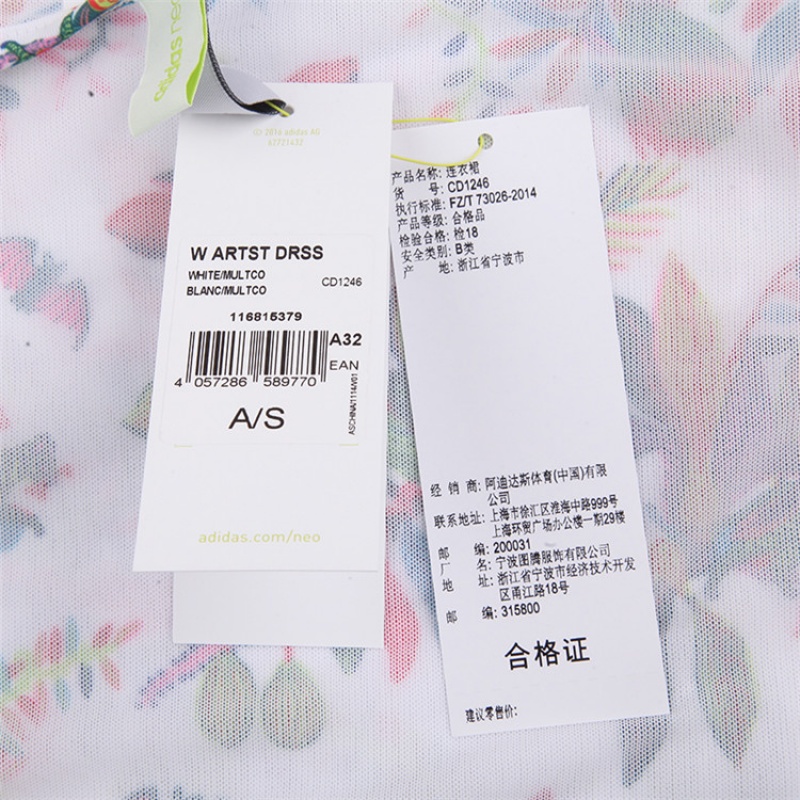 adidas neo
(C) 2016 adidas AG
W ARTST DRSS
WHITE/MULTCO
BLANC/MULTCO
CD1246
116815379
A32
EAN
4 057286 589770
A/S
ASCHINA/1114/V01
adidas.com/neo
产品名称: 连衣裙
货 号: CD1246
执行标准: FZ/T 73026-2014
产品等级: 合格品
检验合格: 检18
安全类别: B类
产 地: 浙江省宁波市
经 销 商: 阿迪达斯体育(中国)有限
公司
联系地址: 上海市徐汇区淮海中路999号
上海环贸广场办公楼一期29楼
邮 编: 200031
厂 名: 宁波图腾服饰有限公司
地 址: 浙江省宁波市经济技术开发
区甬江路18号
邮 编: 315800
合格证
建议零售价: